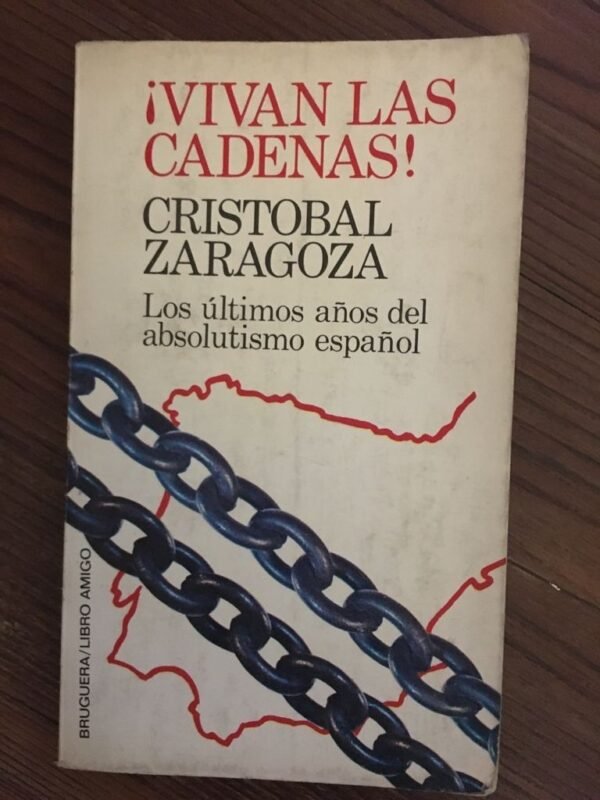 ¡VIVAN LAS
CADENAS!
CRISTOBAL
ZARAGOZA
Los últimos años del
absolutismo español
BRUGUERA/LIBRO AMIGO